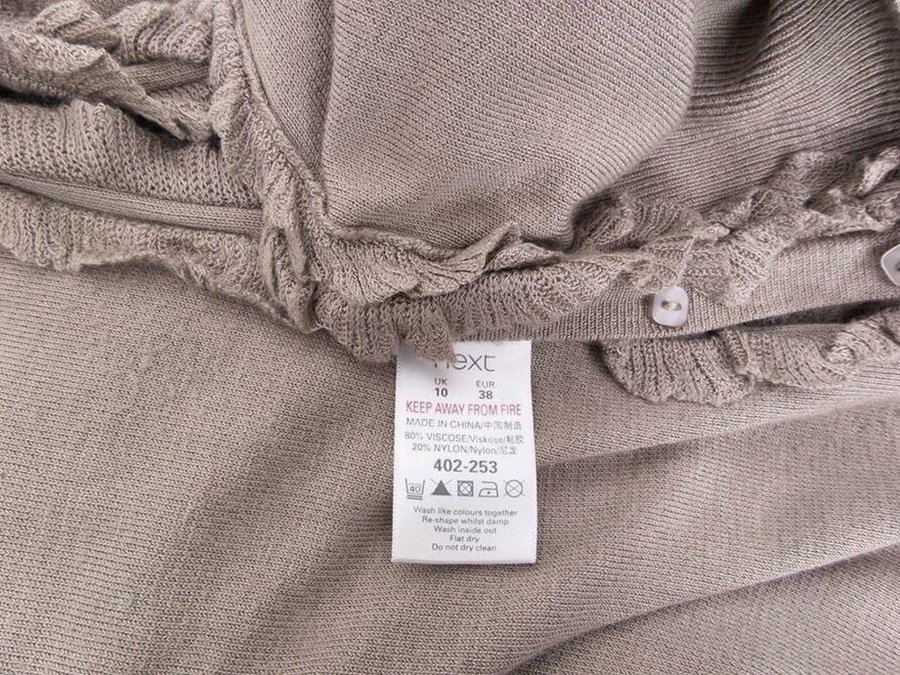 next
UK EUR
10 38
KEEP AWAY FROM FIRE
MADE IN CHINA/中国制造
80% VISCOSE/Viskose/粘胶
20% NYLON/Nylon/尼龙
402-253
40
Wash like colours together
Re-shape whilst damp
Wash inside out
Flat dry
Do not dry clean